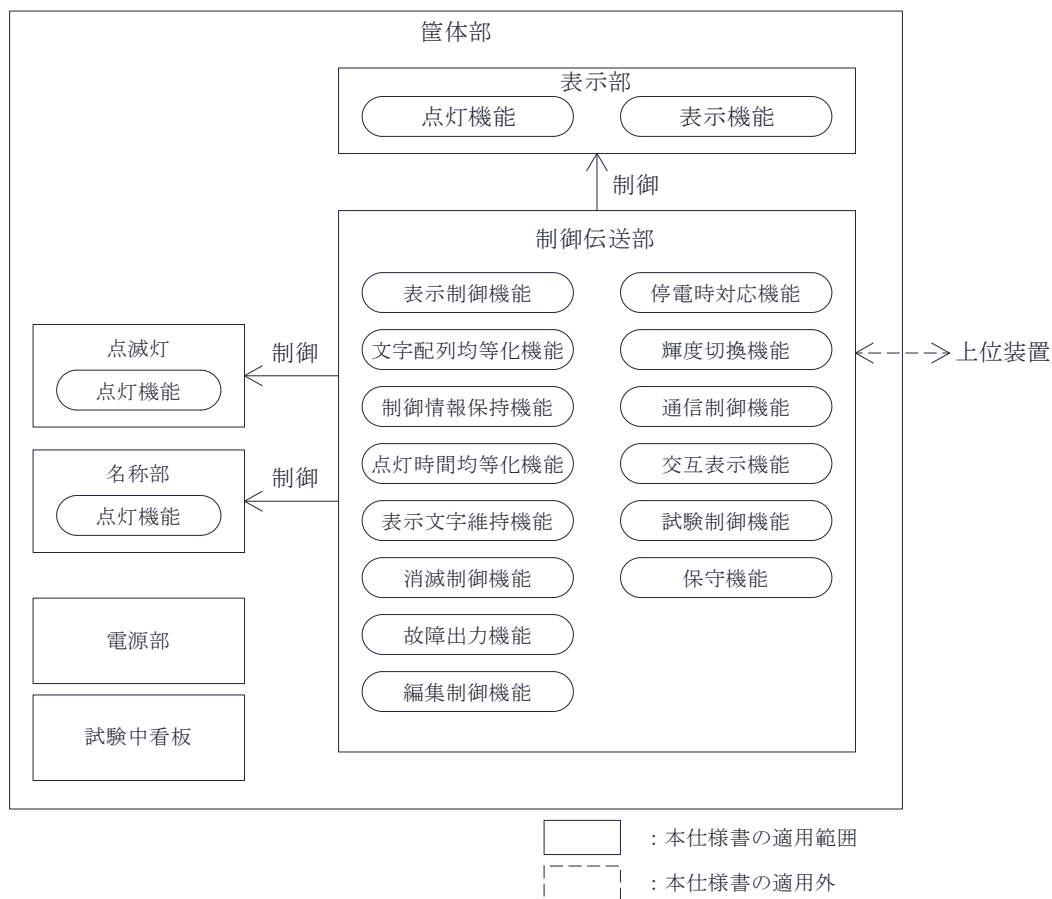 筐体部
表示部
点灯機能
表示機能
制御
制御伝送部
表示制御機能
停電時対応機能
文字配列均等化機能
輝度切換機能
制御情報保持機能
通信制御機能
点灯時間均等化機能
交互表示機能
表示文字維持機能
試験制御機能
消滅制御機能
保守機能
故障出力機能
編集制御機能
点滅灯
点灯機能
制御
名称部
点灯機能
制御
電源部
試験中看板
上位装置
：本仕様書の適用範囲
：本仕様書の適用外